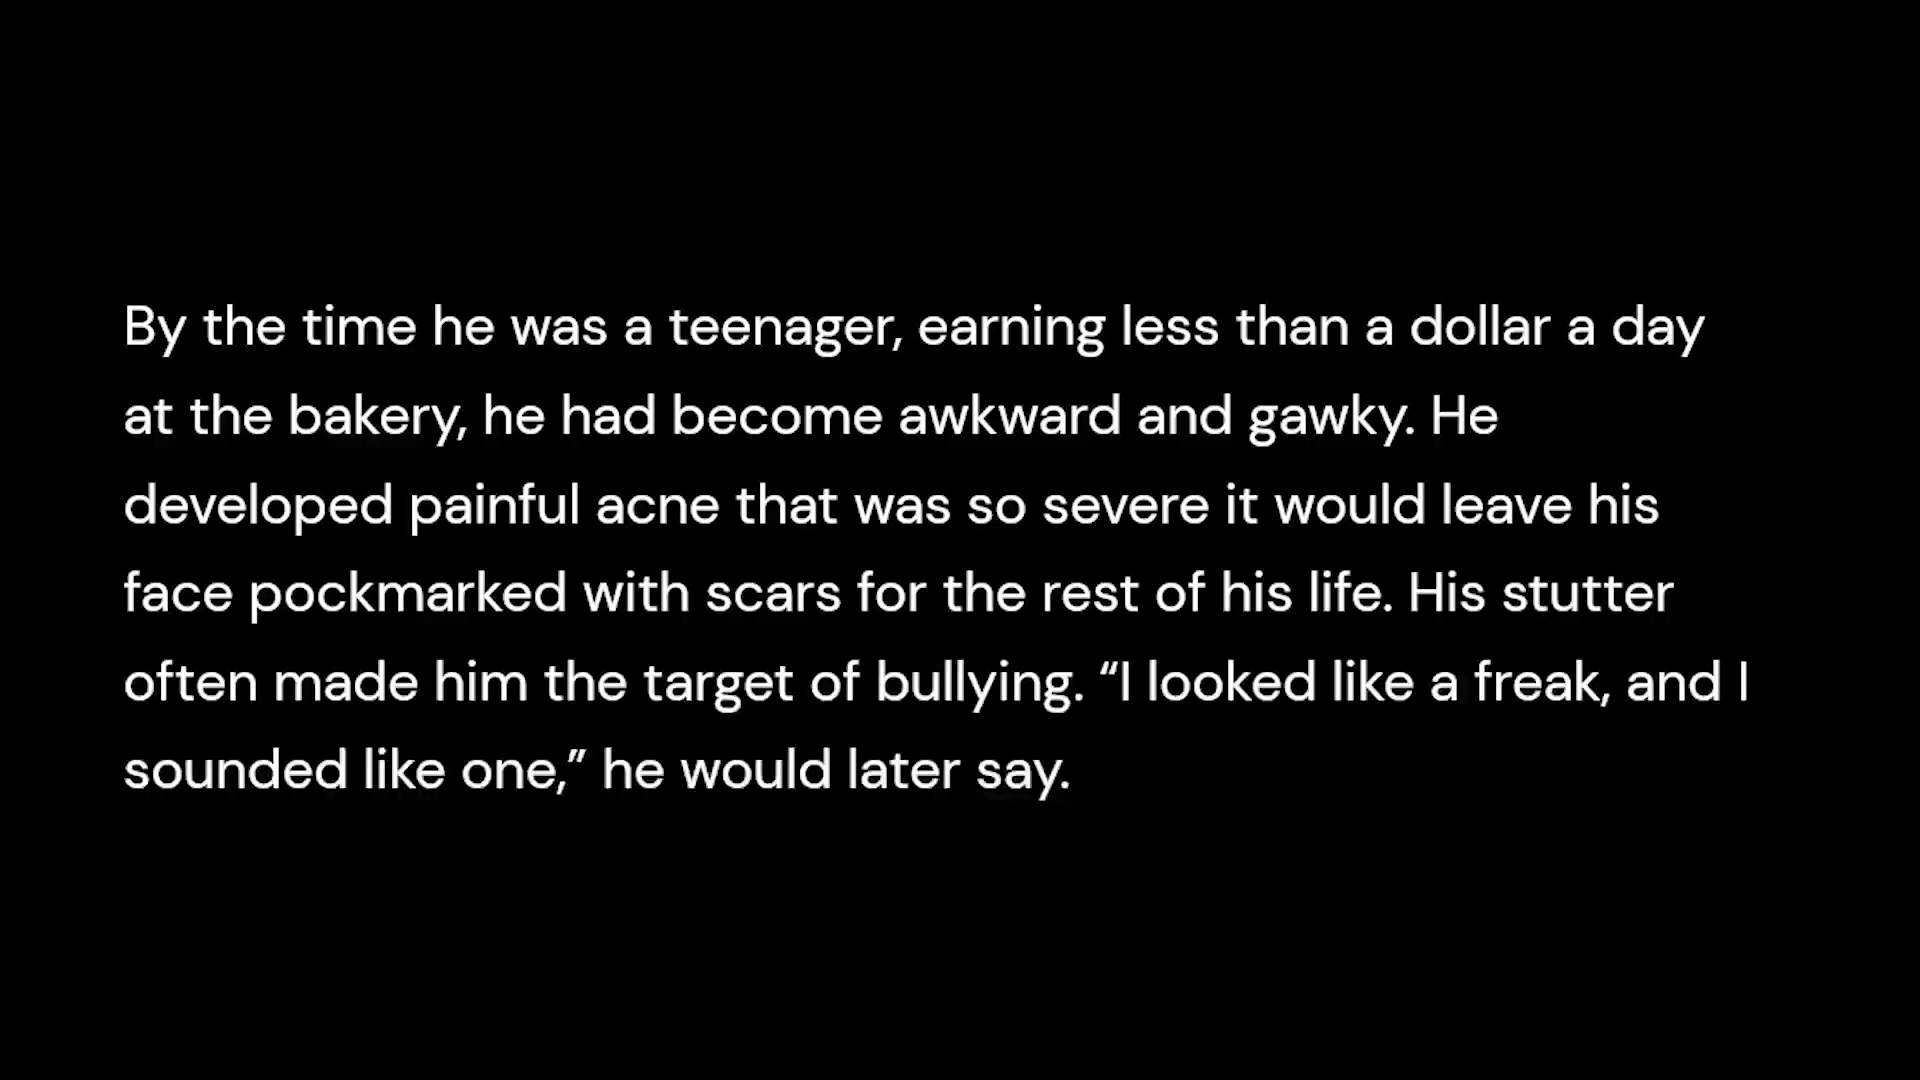 By the time he was a teenager, earning less than a dollar a day
at the bakery, he had become awkward and gawky. He
developed painful acne that was so severe it would leave his
face pockmarked with scars for the rest of his life. His stutter
often made him the target of bullying. “I looked like a freak, and I
sounded like one,” he would later say.